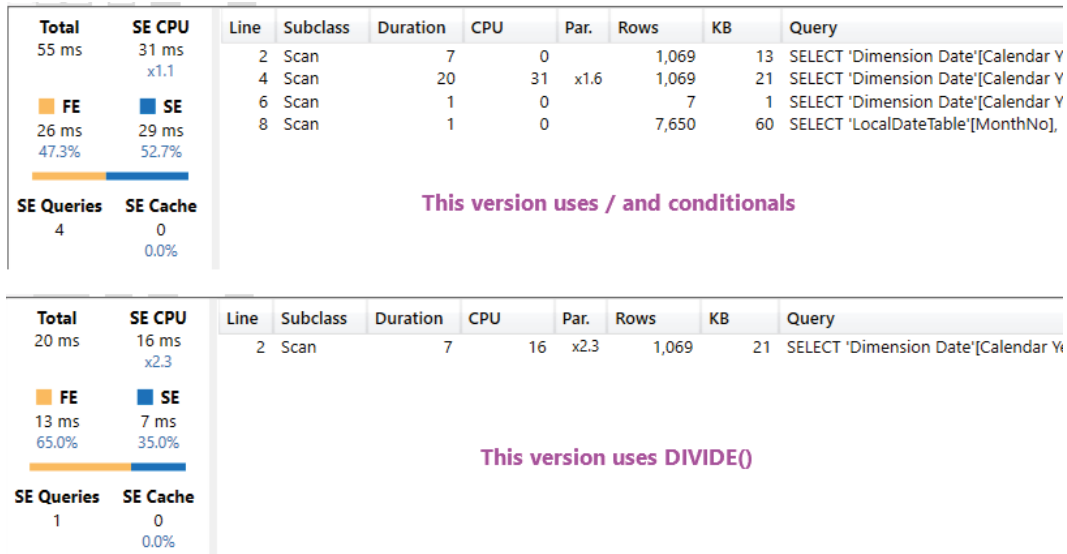 Total SE CPU Line Subclass Duration CPU Par. Rows KB Query
55 ms 31 ms
x1.1
2 Scan 7 0 1,069 13 SELECT 'Dimension Date'[Calendar Y
4 Scan 20 31 x1.6 1,069 21 SELECT 'Dimension Date'[Calendar Y
6 Scan 1 0 7 1 SELECT 'Dimension Date'[Calendar Y
8 Scan 1 0 7,650 60 SELECT 'LocalDateTable'[MonthNo],
FE SE
26 ms 29 ms
47.3% 52.7%
SE Queries SE Cache
4 0
0.0%
This version uses / and conditionals
Total SE CPU Line Subclass Duration CPU Par. Rows KB Query
20 ms 16 ms
x2.3
2 Scan 7 16 x2.3 1,069 21 SELECT 'Dimension Date'[Calendar Ye
FE SE
13 ms 7 ms
65.0% 35.0%
This version uses DIVIDE()
SE Queries SE Cache
1 0
0.0%